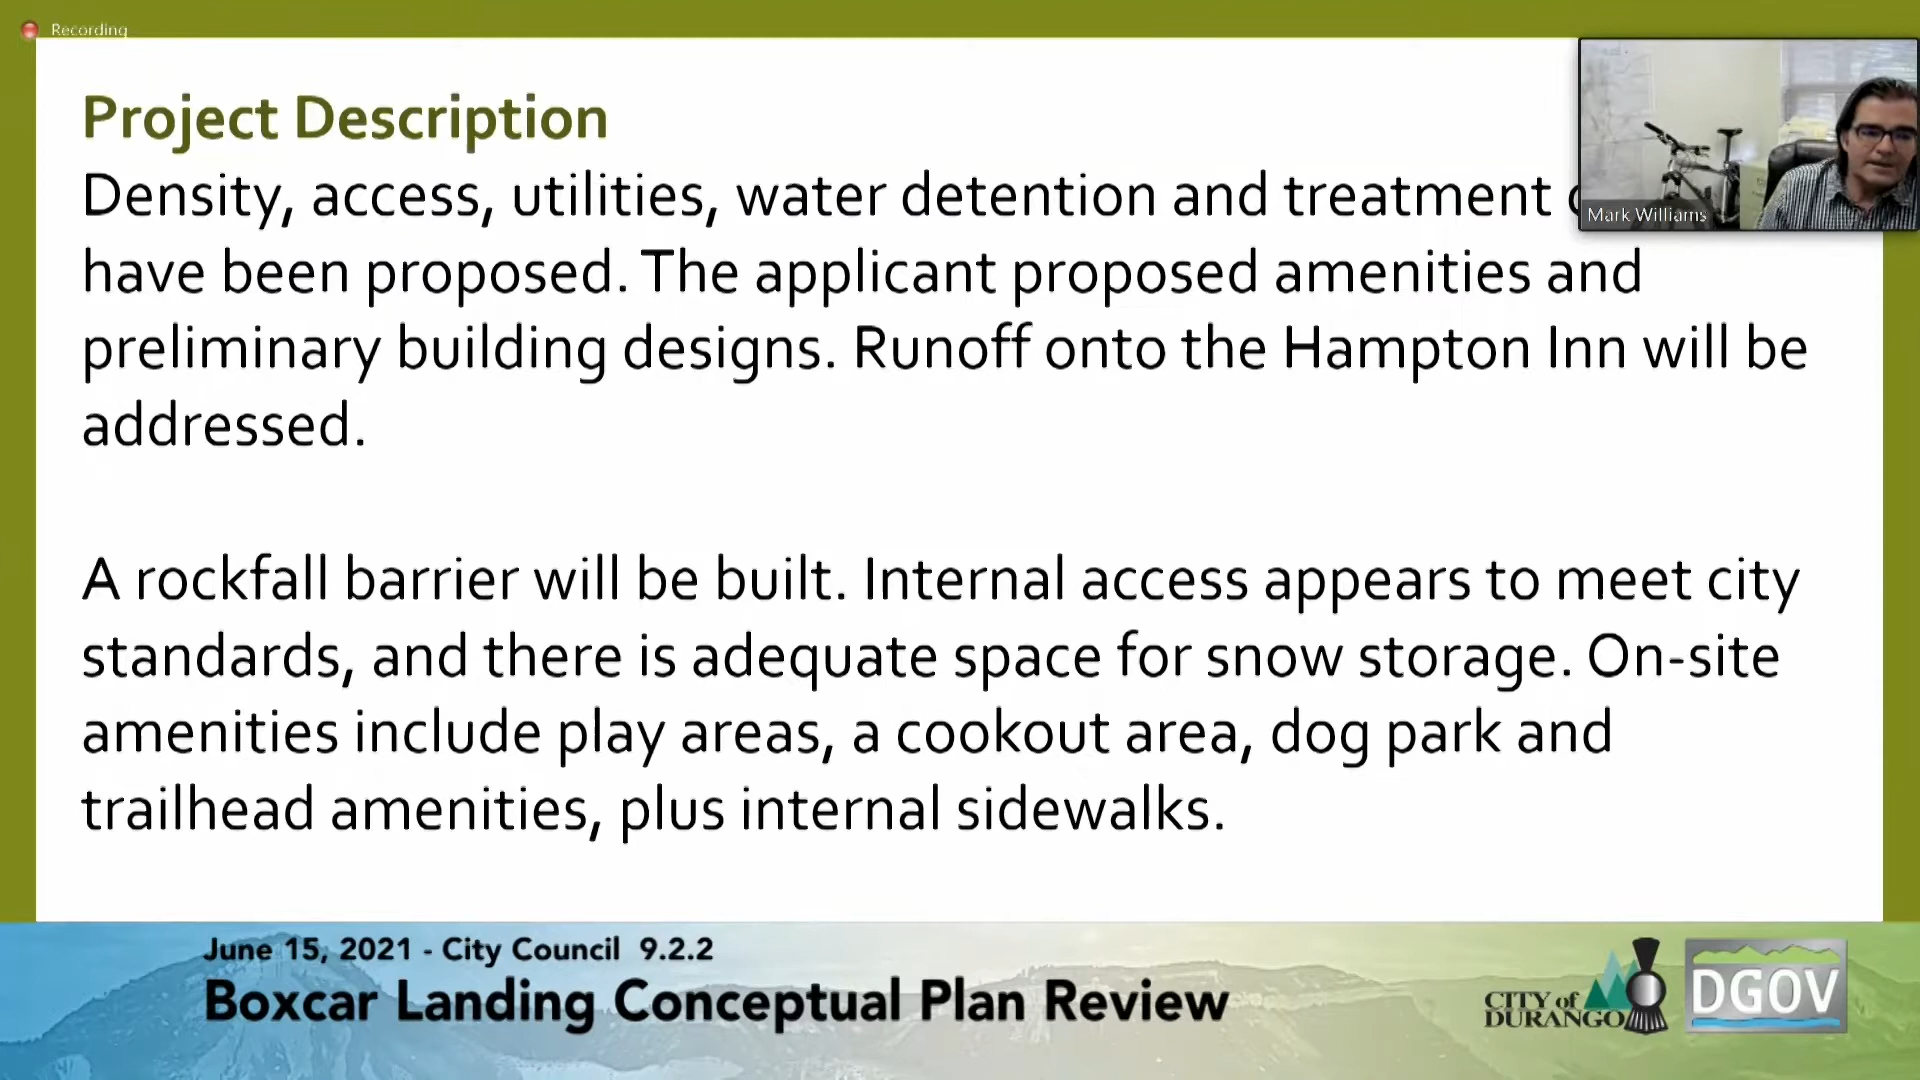 Recording
Project Description
Density, access, utilities, water detention and treatment
have been proposed. The applicant proposed amenities and
preliminary building designs. Runoff onto the Hampton Inn will be
addressed.
A rockfall barrier will be built. Internal access appears to meet city
standards, and there is adequate space for snow storage. On-site
amenities include play areas, a cookout area, dog park and
trailhead amenities, plus internal sidewalks.
Mark Williams
June 15, 2021 - City Council 9.2.2
Boxcar Landing Conceptual Plan Review
CITY of
DURANGO
DGOV